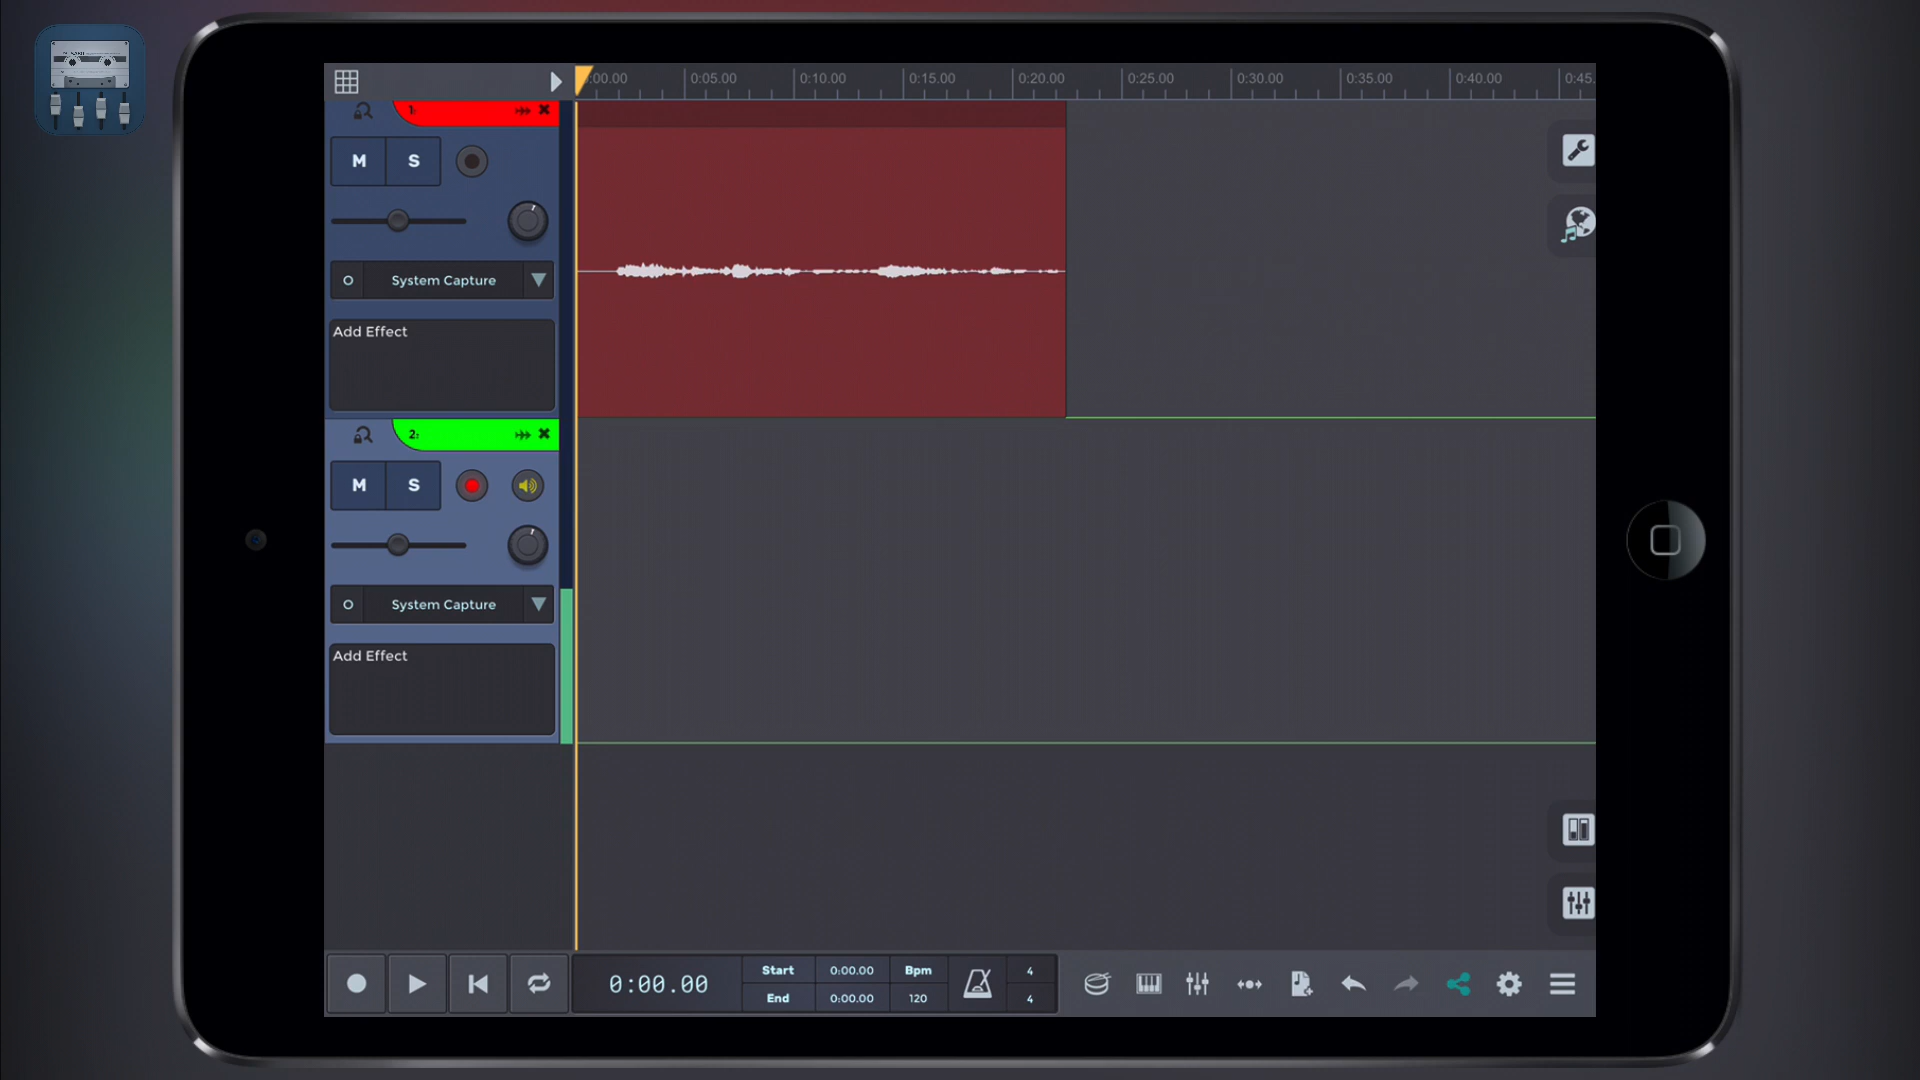 :00.00 0:05.00 0:10.00 0:15.00 0:20.00 0:25.00 0:30.00 0:35.00 0:40.00 0:45.
1:
M S
System Capture
Add Effect
2:
M S
System Capture
Add Effect
0:00.00
Start 0:00.00 Bpm 4
End 0:00.00 120 4